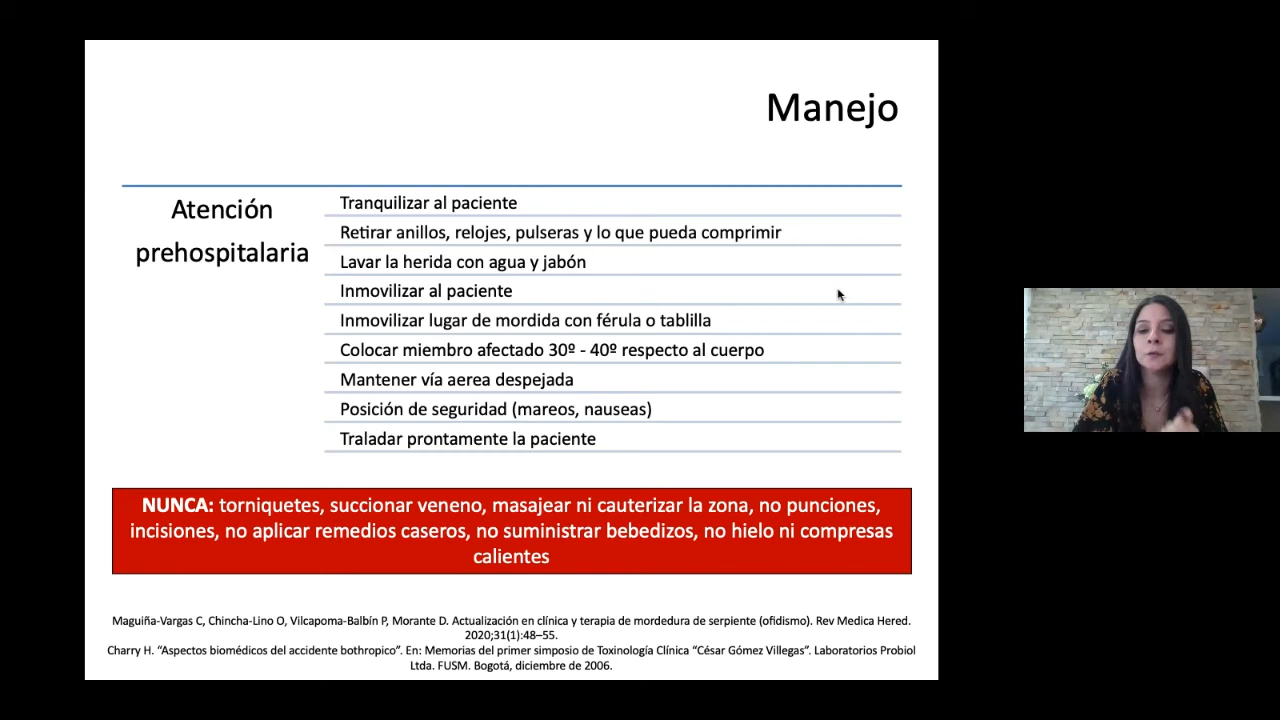 Manejo
Atención
prehospitalaria
Tranquilizar al paciente
Retirar anillos, relojes, pulseras y lo que pueda comprimir
Lavar la herida con agua y jabón
Inmovilizar al paciente
Inmovilizar lugar de mordida con férula o tablilla
Colocar miembro afectado 30º - 40º respecto al cuerpo
Mantener vía aerea despejada
Posición de seguridad (mareos, nauseas)
Traladar prontamente la paciente
NUNCA: torniquetes, succionar veneno, masajear ni cauterizar la zona, no punciones,
incisiones, no aplicar remedios caseros, no suministrar bebedizos, no hielo ni compresas
calientes
Maguiña-Vargas C, Chincha-Lino O, Vilcapoma-Balbín P, Morante D. Actualización en clínica y terapia de mordedura de serpiente (ofidismo). Rev Medica Hered.
2020;31(1):48–55.
Charry H. “Aspectos biomédicos del accidente bothropico”. En: Memorias del primer simposio de Toxinología Clínica “César Gómez Villegas”. Laboratorios Probiol
Ltda. FUSM. Bogotá, diciembre de 2006.